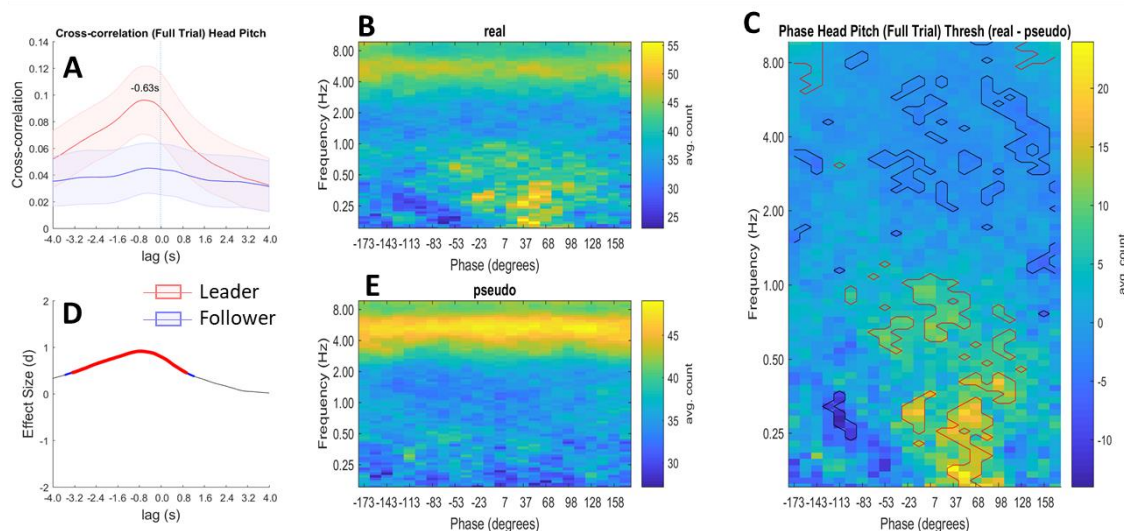 Cross-correlation (Full Trial) Head Pitch
A
-0.63s
0.14
0.12
0.1
0.08
0.06
0.04
0.02
0
Cross-correlation
-4.0 -3.2 -2.4 -1.6 -0.8 0.0 0.8 1.6 2.4 3.2 4.0
lag (s)
B
real
8.00
4.00
2.00
1.00
0.50
0.25
Frequency (Hz)
-173 -143 -113 -83 -53 -23 7 37 68 98 128 158
Phase (degrees)
55
50
45
40
35
30
25
avg. count
C
Phase Head Pitch (Full Trial) Thresh (real - pseudo)
8.00
4.00
2.00
1.00
0.50
0.25
Frequency (Hz)
-173 -143 -113 -83 -53 -23 7 37 68 98 128 158
Phase (degrees)
20
15
10
5
0
-5
-10
avg. count
D
Leader
Follower
2
1
0
-1
-2
Effect Size (d)
-4.0 -3.2 -2.4 -1.6 -0.8 0.0 0.8 1.6 2.4 3.2 4.0
lag (s)
E
pseudo
8.00
4.00
2.00
1.00
0.50
0.25
Frequency (Hz)
-173 -143 -113 -83 -53 -23 7 37 68 98 128 158
Phase (degrees)
45
40
35
30
avg. count